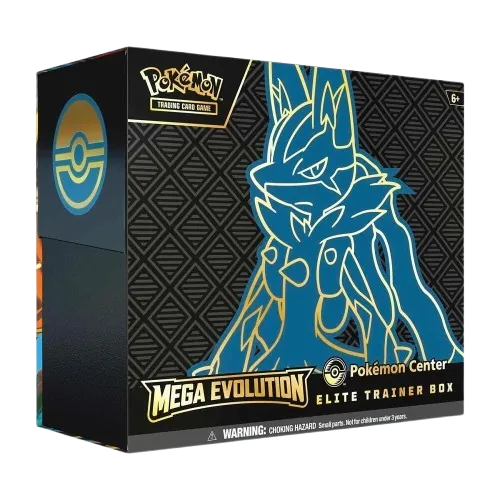 Pokémon
TRADING CARD GAME
6+
Pokémon Center
MEGA EVOLUTION
ELITE TRAINER BOX
WARNING: CHOKING HAZARD Small parts. Not for children under 3 years.